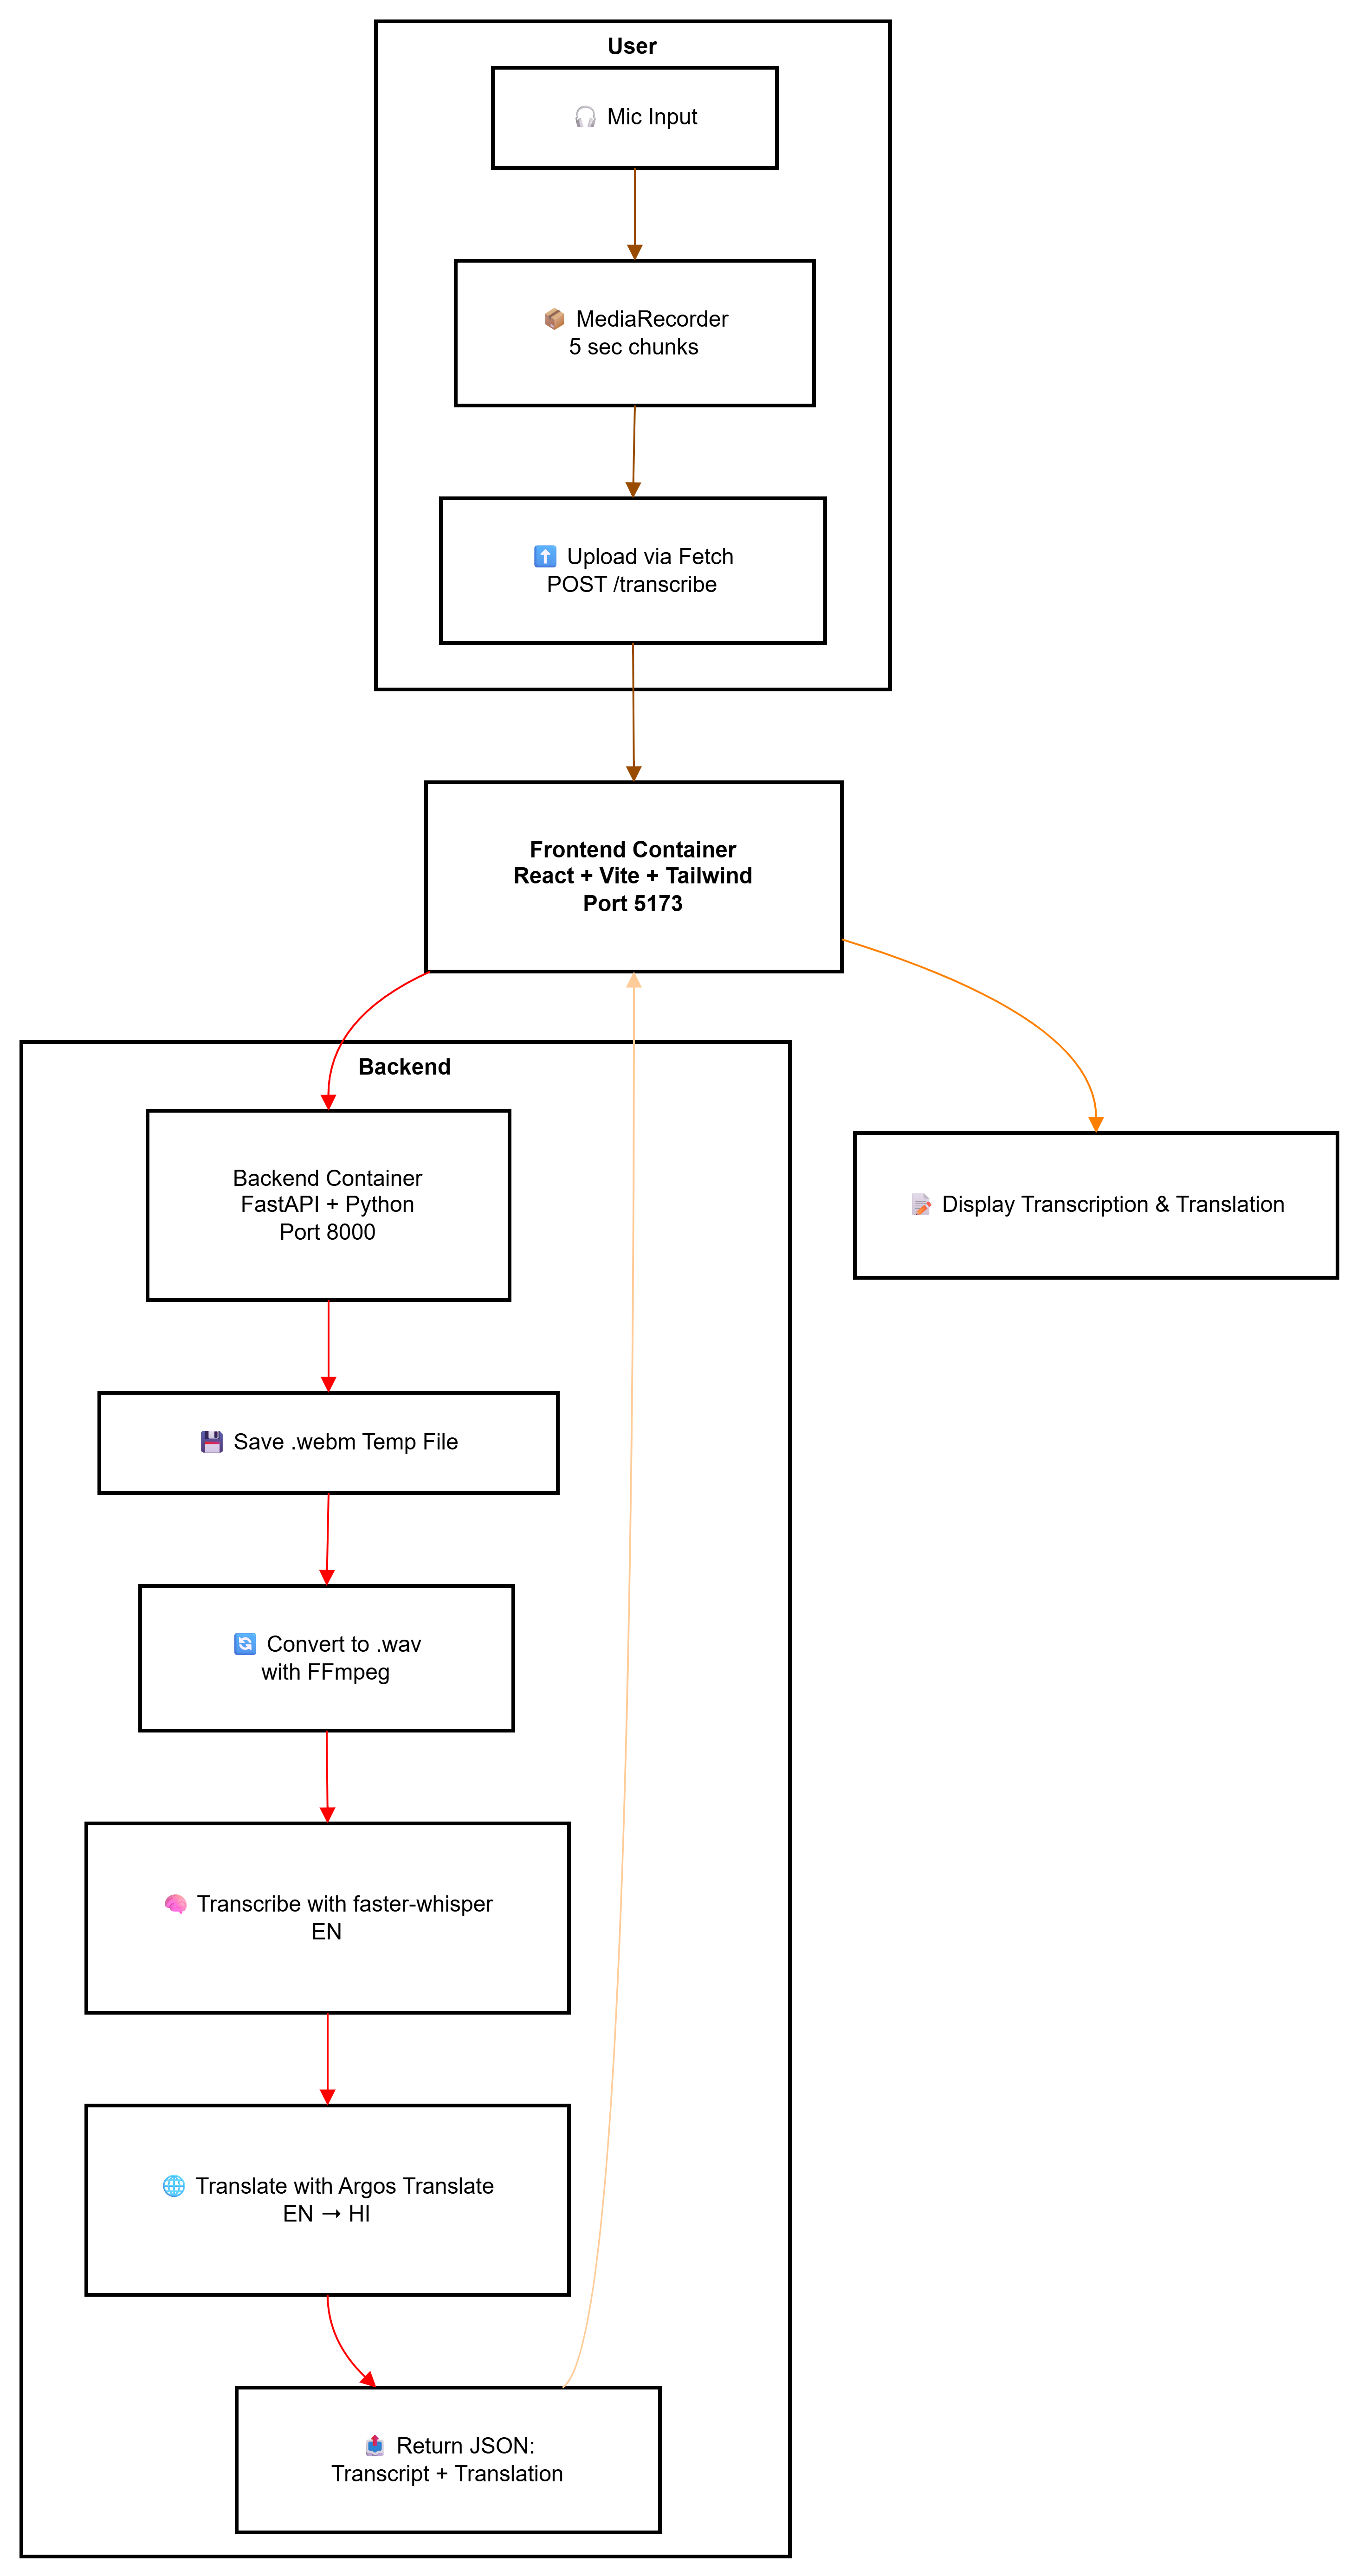 User
🎧 Mic Input
📦 MediaRecorder
5 sec chunks
⬆️ Upload via Fetch
POST /transcribe
Frontend Container
React + Vite + Tailwind
Port 5173
Backend
Backend Container
FastAPI + Python
Port 8000
📝 Display Transcription & Translation
💾 Save .webm Temp File
🔄 Convert to .wav
with FFmpeg
🧠 Transcribe with faster-whisper
EN
🌐 Translate with Argos Translate
EN → HI
📤 Return JSON:
Transcript + Translation